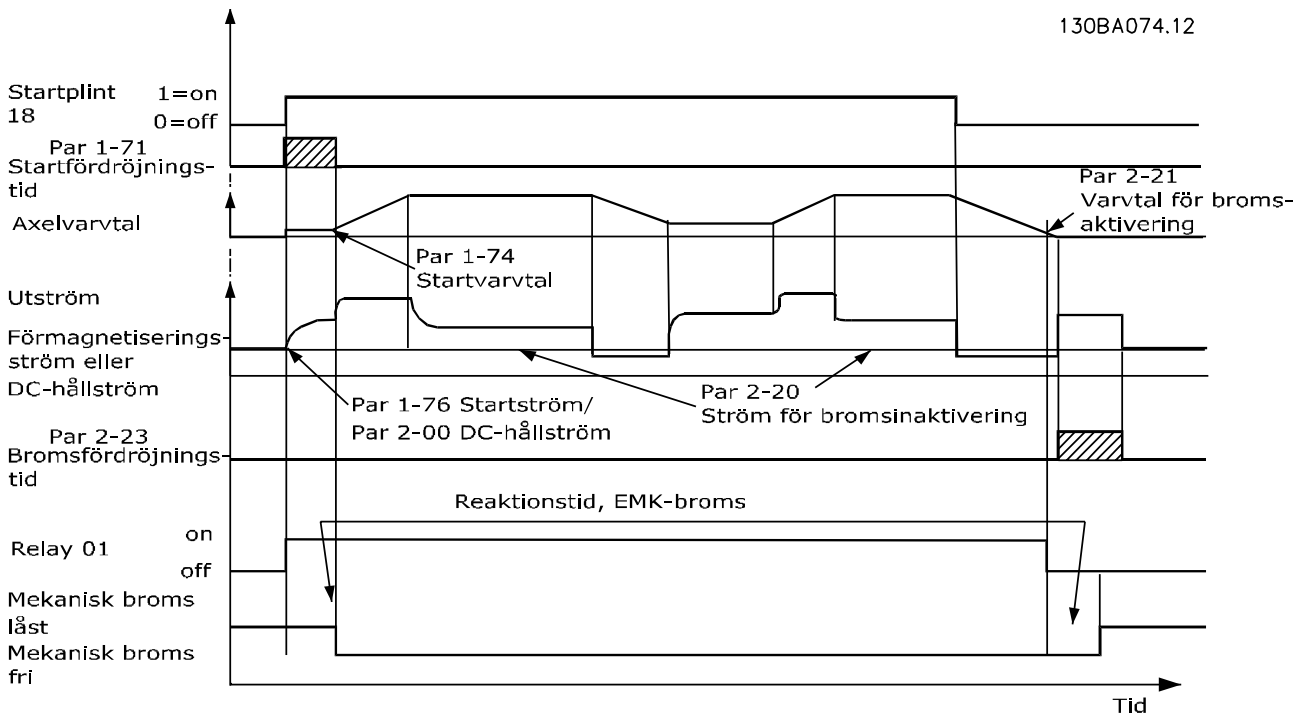 130BA074.12
Startplint 1=on
18 0=off
Par 1-71
Startfördröjnings-
tid
Axelvarvtal
Par 2-21
Varvtal för broms-
aktivering
Par 1-74
Startvarvtal
Utström
Förmagnetiserings-
ström eller
DC-hållström
Par 1-76 Startström/
Par 2-00 DC-hållström
Par 2-20
Ström för bromsinaktivering
Par 2-23
Bromsfördröjnings-
tid
Reaktionstid, EMK-broms
Relay 01 on
off
Mekanisk broms
låst
Mekanisk broms
fri
Tid